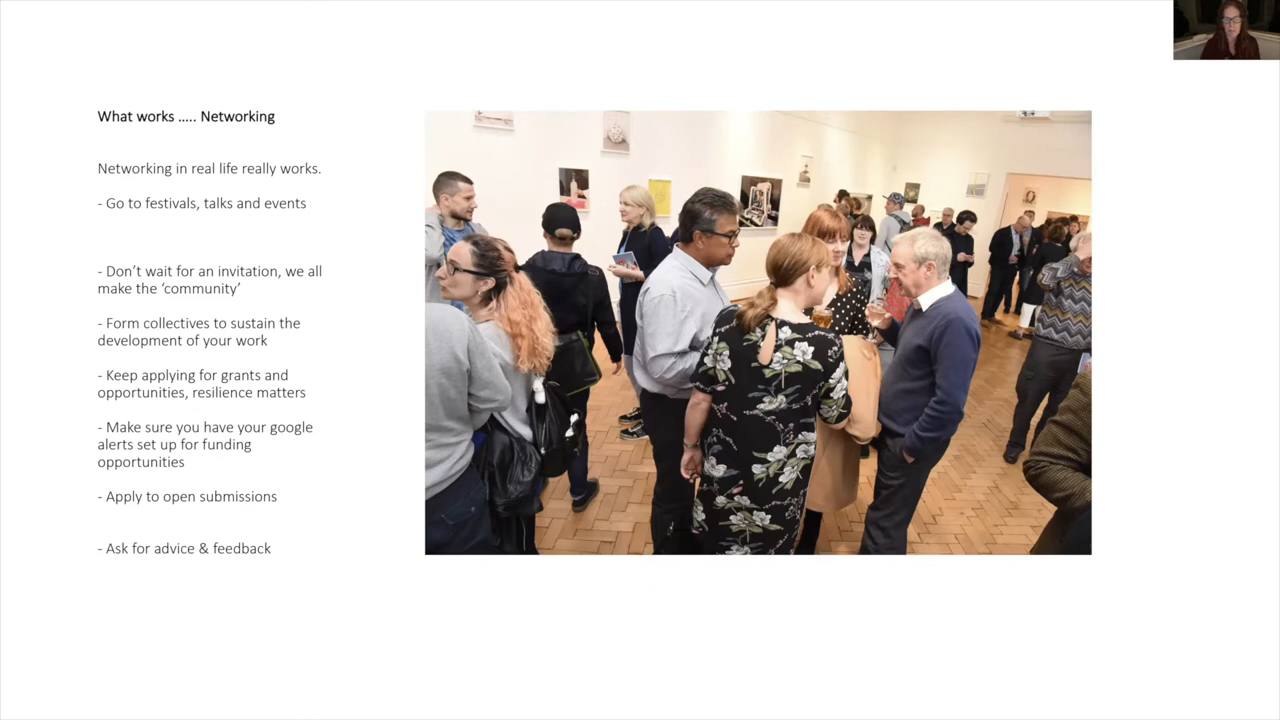 What works ..... Networking
Networking in real life really works.
- Go to festivals, talks and events
- Don’t wait for an invitation, we all
make the ‘community’
- Form collectives to sustain the
development of your work
- Keep applying for grants and
opportunities, resilience matters
- Make sure you have your google
alerts set up for funding
opportunities
- Apply to open submissions
- Ask for advice & feedback